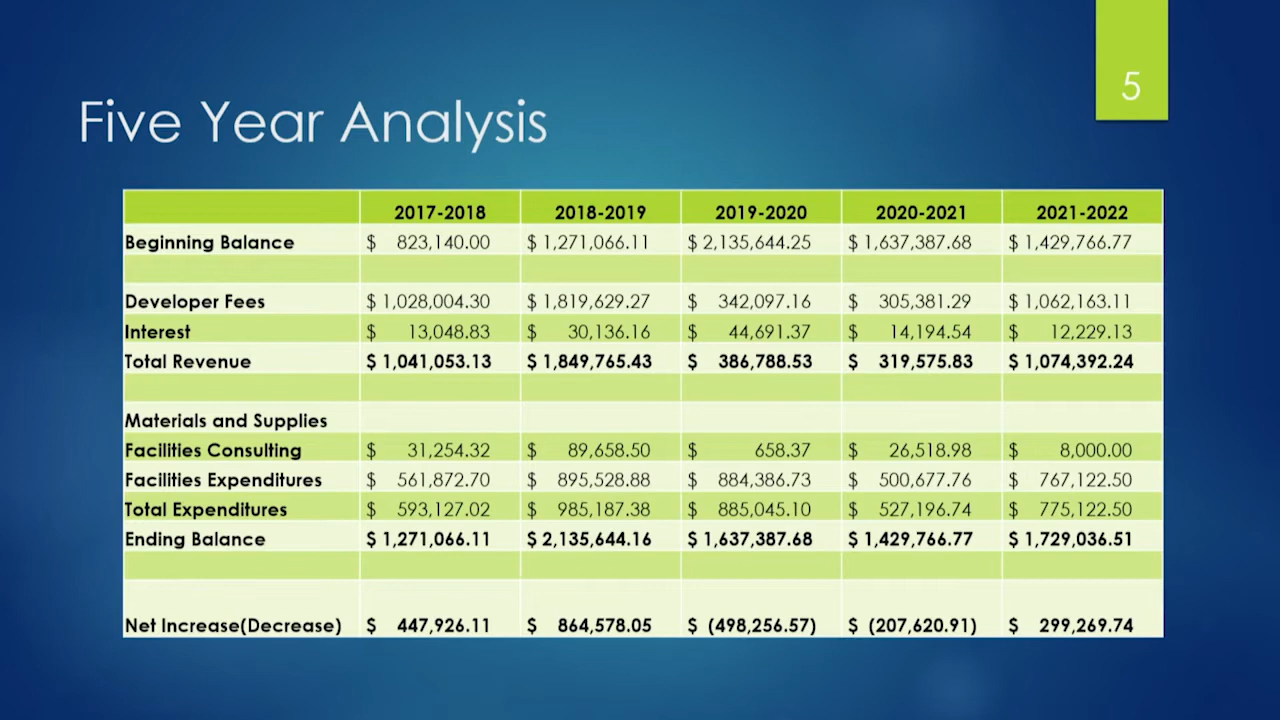 5
Five Year Analysis
2017-2018 2018-2019 2019-2020 2020-2021 2021-2022
Beginning Balance $ 823,140.00 $ 1,271,066.11 $ 2,135,644.25 $ 1,637,387.68 $ 1,429,766.77
Developer Fees $ 1,028,004.30 $ 1,819,629.27 $ 342,097.16 $ 305,381.29 $ 1,062,163.11
Interest $ 13,048.83 $ 30,136.16 $ 44,691.37 $ 14,194.54 $ 12,229.13
Total Revenue $ 1,041,053.13 $ 1,849,765.43 $ 386,788.53 $ 319,575.83 $ 1,074,392.24
Materials and Supplies
Facilities Consulting $ 31,254.32 $ 89,658.50 $ 658.37 $ 26,518.98 $ 8,000.00
Facilities Expenditures $ 561,872.70 $ 895,528.88 $ 884,386.73 $ 500,677.76 $ 767,122.50
Total Expenditures $ 593,127.02 $ 985,187.38 $ 885,045.10 $ 527,196.74 $ 775,122.50
Ending Balance $ 1,271,066.11 $ 2,135,644.16 $ 1,637,387.68 $ 1,429,766.77 $ 1,729,036.51
Net Increase(Decrease) $ 447,926.11 $ 864,578.05 $ (498,256.57) $ (207,620.91) $ 299,269.74